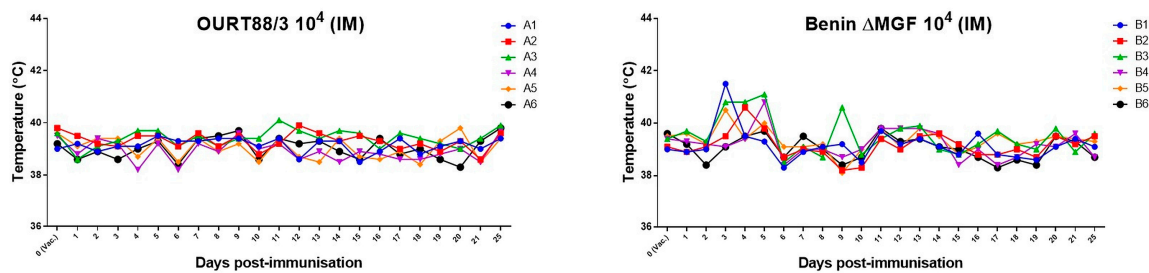 OURT88/3 10⁴ (IM)
44
42
40
38
36
Temperature (°C)
0 (Vac.) 1 2 3 4 5 6 7 8 9 10 11 12 13 14 15 16 17 18 19 20 21 25
Days post-immunisation
A1
A2
A3
A4
A5
A6
Benin ΔMGF 10⁴ (IM)
44
42
40
38
36
Temperature (°C)
0 (Vac.) 1 2 3 4 5 6 7 8 9 10 11 12 13 14 15 16 17 18 19 20 21 25
Days post-immunisation
B1
B2
B3
B4
B5
B6